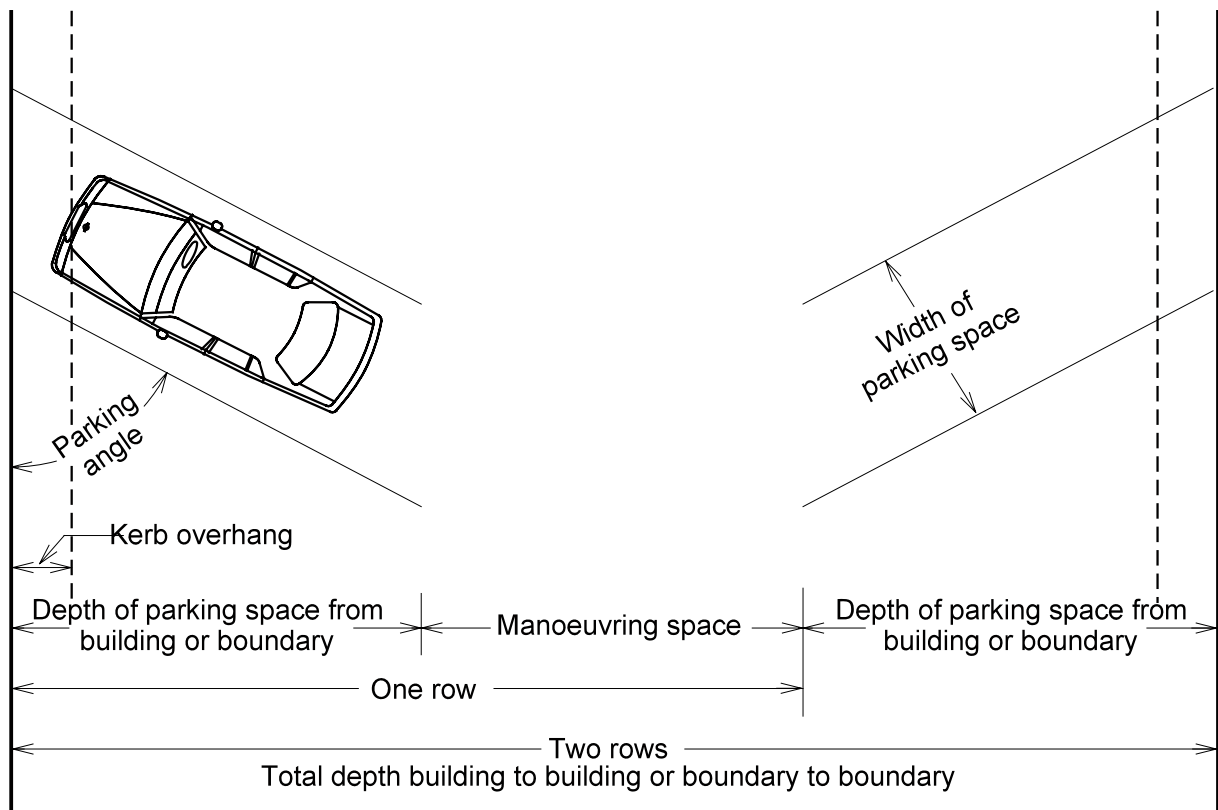 Width of
parking space
Parking
angle
Kerb overhang
Depth of parking space from
building or boundary
Manoeuvring space
Depth of parking space from
building or boundary
One row
Two rows
Total depth building to building or boundary to boundary